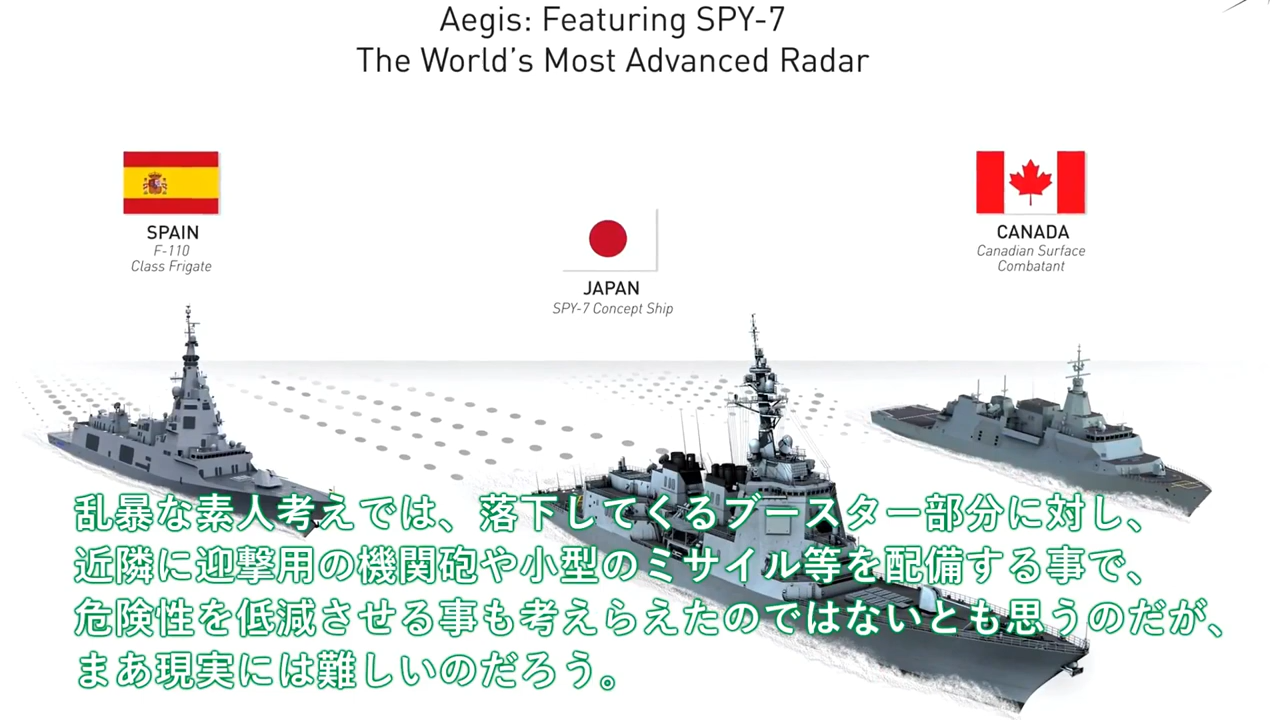 Aegis: Featuring SPY-7
The World's Most Advanced Radar
SPAIN
F-110
Class Frigate
JAPAN
SPY-7 Concept Ship
CANADA
Canadian Surface
Combatant
乱暴な素人考えでは、落下してくるブースター部分に対し、
近隣に迎撃用の機関砲や小型のミサイル等を配備する事で、
危険性を低減させる事も考えらえたのではないとも思うのだが、
まあ現実には難しいのだろう。